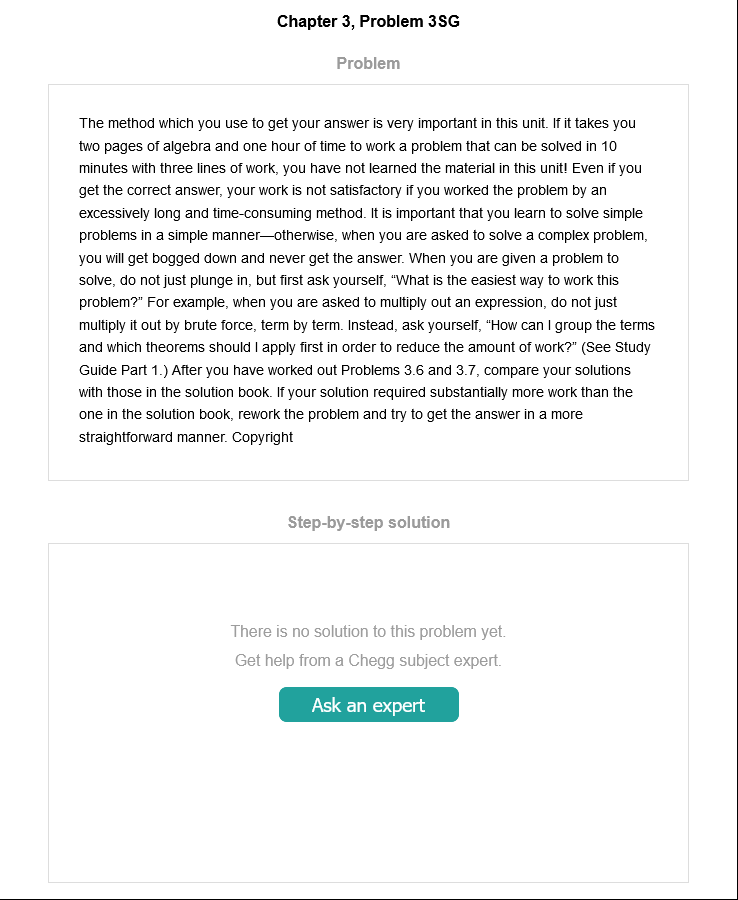 Chapter 3, Problem 3SG
Problem
The method which you use to get your answer is very important in this unit. If it takes you
two pages of algebra and one hour of time to work a problem that can be solved in 10
minutes with three lines of work, you have not learned the material in this unit! Even if you
get the correct answer, your work is not satisfactory if you worked the problem by an
excessively long and time-consuming method. It is important that you learn to solve simple
problems in a simple manner—otherwise, when you are asked to solve a complex problem,
you will get bogged down and never get the answer. When you are given a problem to
solve, do not just plunge in, but first ask yourself, “What is the easiest way to work this
problem?” For example, when you are asked to multiply out an expression, do not just
multiply it out by brute force, term by term. Instead, ask yourself, “How can I group the terms
and which theorems should I apply first in order to reduce the amount of work?” (See Study
Guide Part 1.) After you have worked out Problems 3.6 and 3.7, compare your solutions
with those in the solution book. If your solution required substantially more work than the
one in the solution book, rework the problem and try to get the answer in a more
straightforward manner. Copyright
Step-by-step solution
There is no solution to this problem yet.
Get help from a Chegg subject expert.
Ask an expert